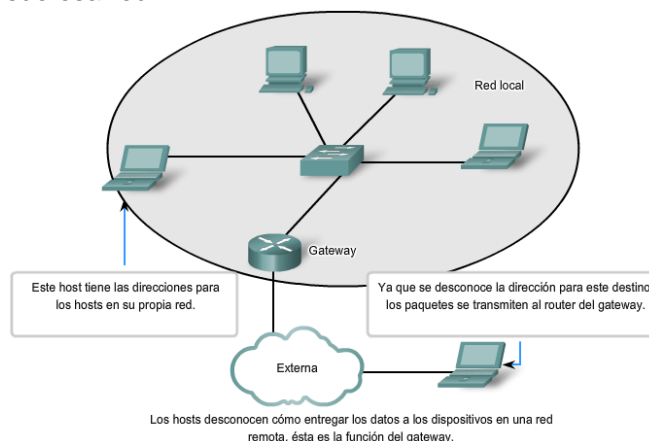 Red local
Gateway
Este host tiene las direcciones para
los hosts en su propia red.
Ya que se desconoce la dirección para este destino
los paquetes se transmiten al router del gateway.
Externa
Los hosts desconocen cómo entregar los datos a los dispositivos en una red
remota, ésta es la función del gateway.